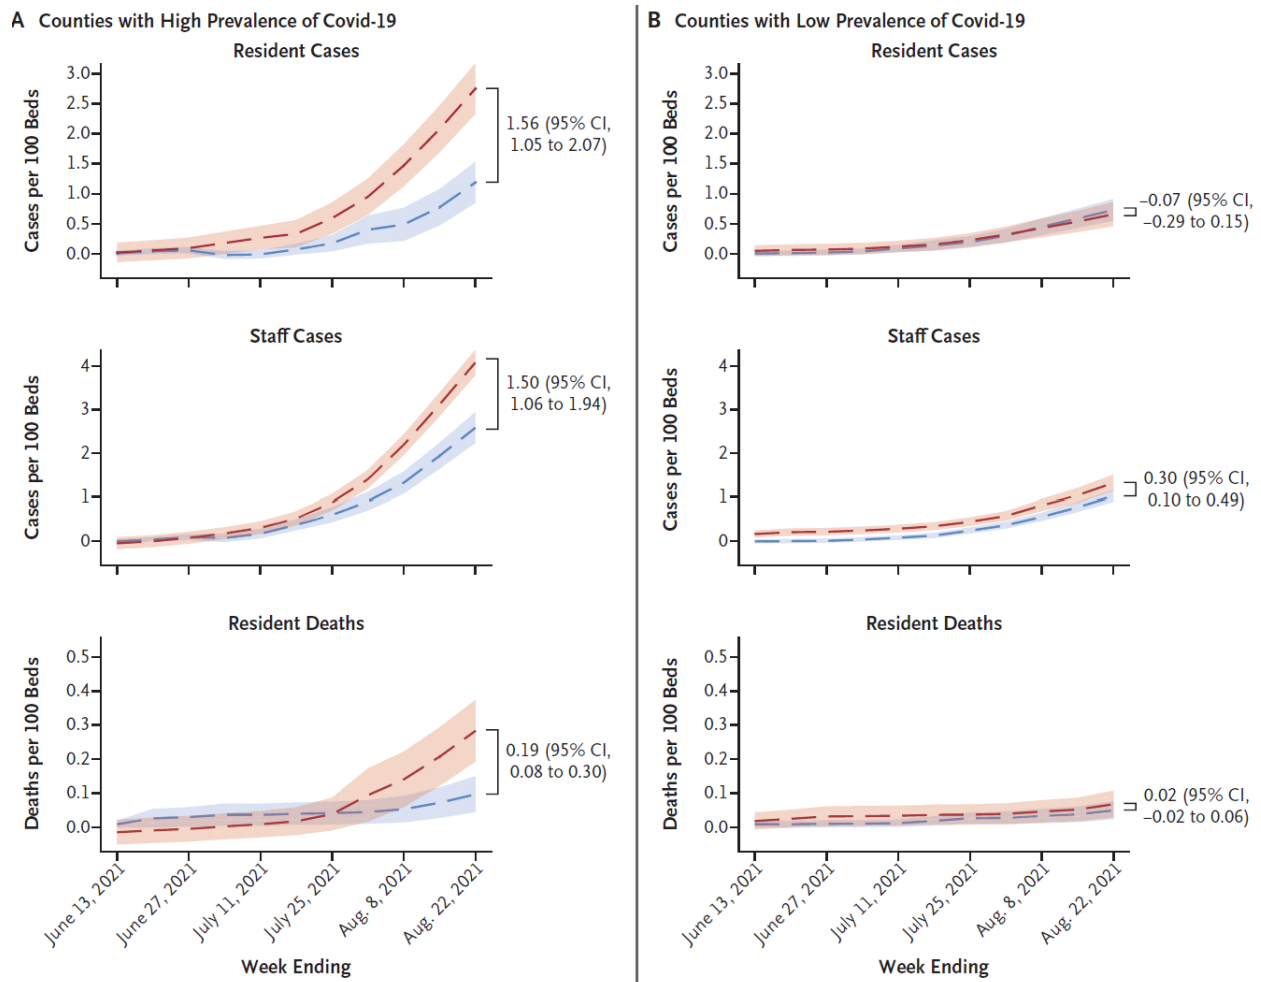 A Counties with High Prevalence of Covid-19
Resident Cases
Cases per 100 Beds
3.0
2.5
2.0
1.5
1.0
0.5
0.0
1.56 (95% CI,
1.05 to 2.07)
Staff Cases
Cases per 100 Beds
4
3
2
1
0
1.50 (95% CI,
1.06 to 1.94)
Resident Deaths
Deaths per 100 Beds
0.5
0.4
0.3
0.2
0.1
0.0
0.19 (95% CI,
0.08 to 0.30)
June 13, 2021
June 27, 2021
July 11, 2021
July 25, 2021
Aug. 8, 2021
Aug. 22, 2021
Week Ending
B Counties with Low Prevalence of Covid-19
Resident Cases
Cases per 100 Beds
3.0
2.5
2.0
1.5
1.0
0.5
0.0
–0.07 (95% CI,
–0.29 to 0.15)
Staff Cases
Cases per 100 Beds
4
3
2
1
0
0.30 (95% CI,
0.10 to 0.49)
Resident Deaths
Deaths per 100 Beds
0.5
0.4
0.3
0.2
0.1
0.0
0.02 (95% CI,
–0.02 to 0.06)
June 13, 2021
June 27, 2021
July 11, 2021
July 25, 2021
Aug. 8, 2021
Aug. 22, 2021
Week Ending